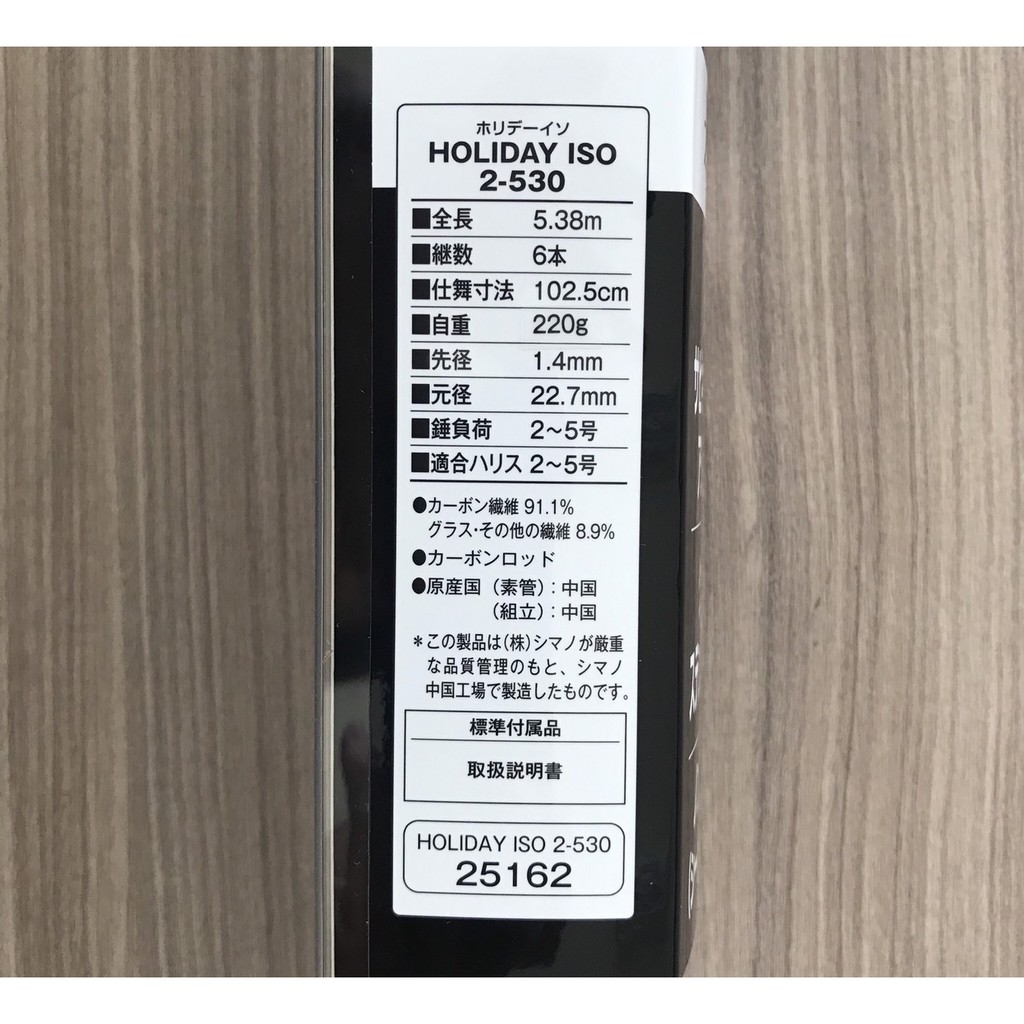 ホリデーイソ
HOLIDAY ISO
2-530
■全長 5.38m
■継数 6本
■仕舞寸法 102.5cm
■自重 220g
■先径 1.4mm
■元径 22.7mm
■錘負荷 2〜5号
■適合ハリス 2〜5号
●カーボン繊維 91.1%
グラス・その他の繊維 8.9%
●カーボンロッド
●原産国（素管）：中国
（組立）：中国
＊この製品は(株)シマノが厳重
な品質管理のもと、シマノ
中国工場で製造したものです。
標準付属品
取扱説明書
HOLIDAY ISO 2-530
25162